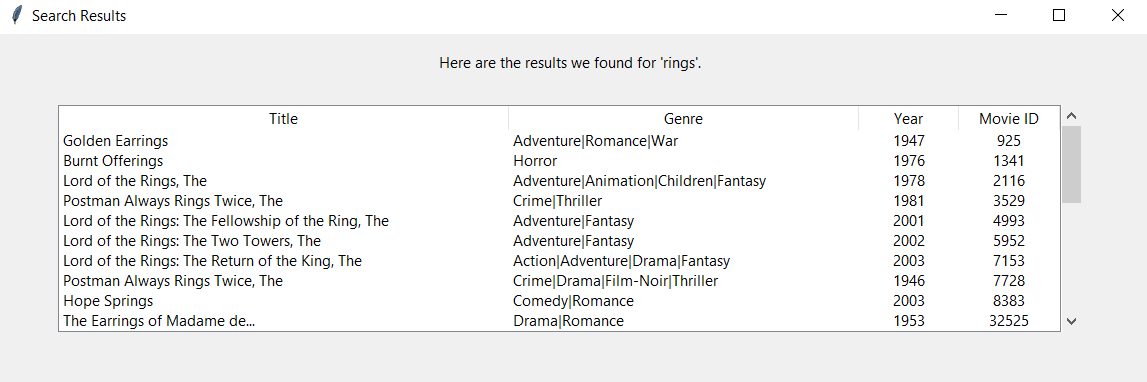 Search Results
Here are the results we found for 'rings'.
Title Genre Year Movie ID
Golden Earrings Adventure|Romance|War 1947 925
Burnt Offerings Horror 1976 1341
Lord of the Rings, The Adventure|Animation|Children|Fantasy 1978 2116
Postman Always Rings Twice, The Crime|Thriller 1981 3529
Lord of the Rings: The Fellowship of the Ring, The Adventure|Fantasy 2001 4993
Lord of the Rings: The Two Towers, The Adventure|Fantasy 2002 5952
Lord of the Rings: The Return of the King, The Action|Adventure|Drama|Fantasy 2003 7153
Postman Always Rings Twice, The Crime|Drama|Film-Noir|Thriller 1946 7728
Hope Springs Comedy|Romance 2003 8383
The Earrings of Madame de... Drama|Romance 1953 32525